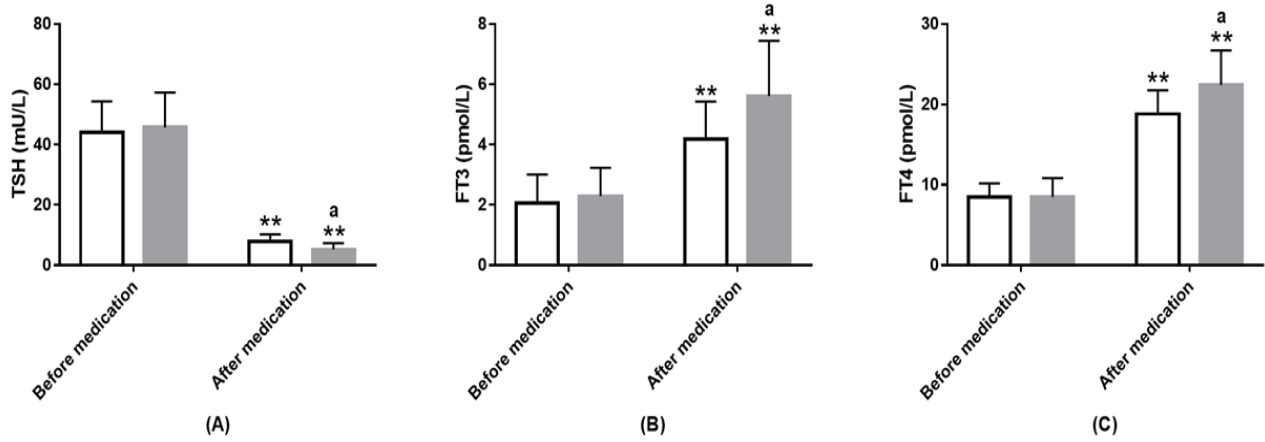 80
60
40
20
0
TSH (mU/L)
**
a
**
Before medication
After medication
(A)
8
6
4
2
0
FT3 (pmol/L)
**
a
**
Before medication
After medication
(B)
30
20
10
0
FT4 (pmol/L)
**
a
**
Before medication
After medication
(C)